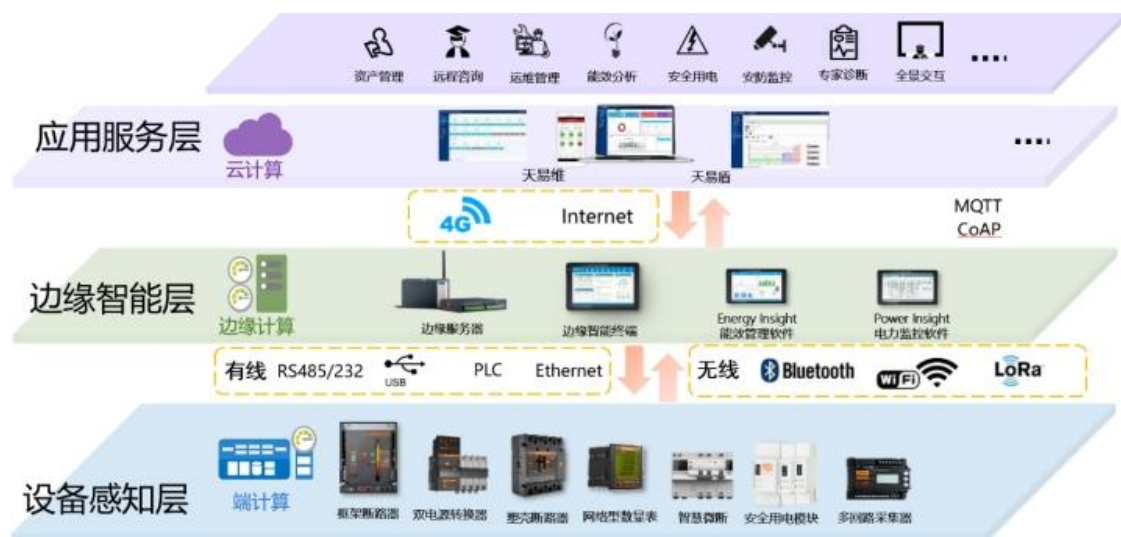 资产管理 远程咨询 运维管理 能效分析 安全用电 安防监控 专家诊断 全景交互
应用服务层
云计算
天易维 天易盾
4G Internet
MQTT
CoAP
边缘智能层
边缘计算
边缘服务器 边缘智能终端
Energy Insight
能效管理软件
Power Insight
电力监控软件
有线 RS485/232 USB PLC Ethernet
无线 Bluetooth WiFi LoRa
设备感知层
端计算
框架断路器 双电源转换器 塑壳断路器 网络型数显表 智慧微断 安全用电模块 多回路采集器